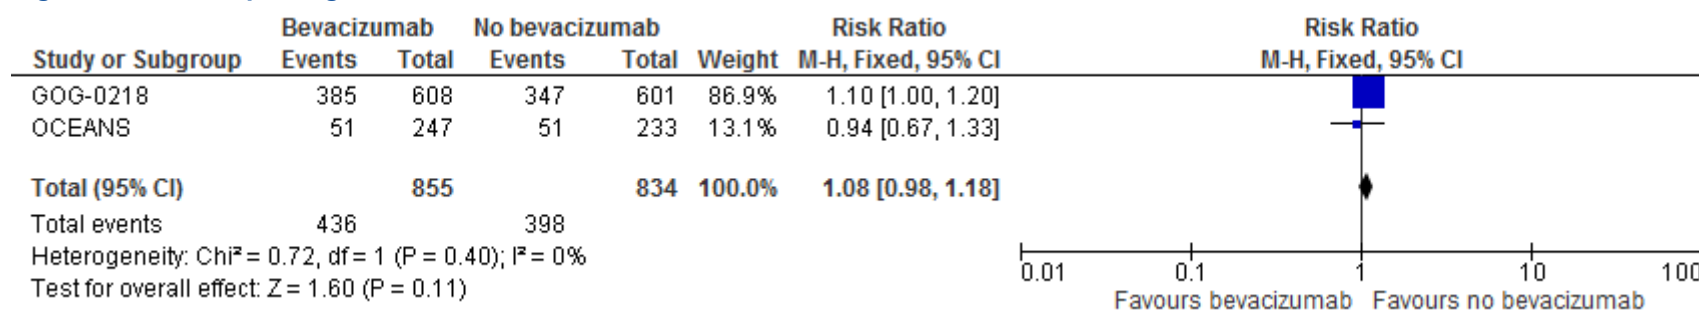 Bevacizumab No bevacizumab Risk Ratio Risk Ratio
Study or Subgroup Events Total Events Total Weight M-H, Fixed, 95% CI M-H, Fixed, 95% CI
GOG-0218 385 608 347 601 86.9% 1.10 [1.00, 1.20]
OCEANS 51 247 51 233 13.1% 0.94 [0.67, 1.33]
Total (95% CI) 855 834 100.0% 1.08 [0.98, 1.18]
Total events 436 398
Heterogeneity: Chi² = 0.72, df = 1 (P = 0.40); I² = 0%
Test for overall effect: Z = 1.60 (P = 0.11)
0.01 0.1 1 10 100
Favours bevacizumab Favours no bevacizumab